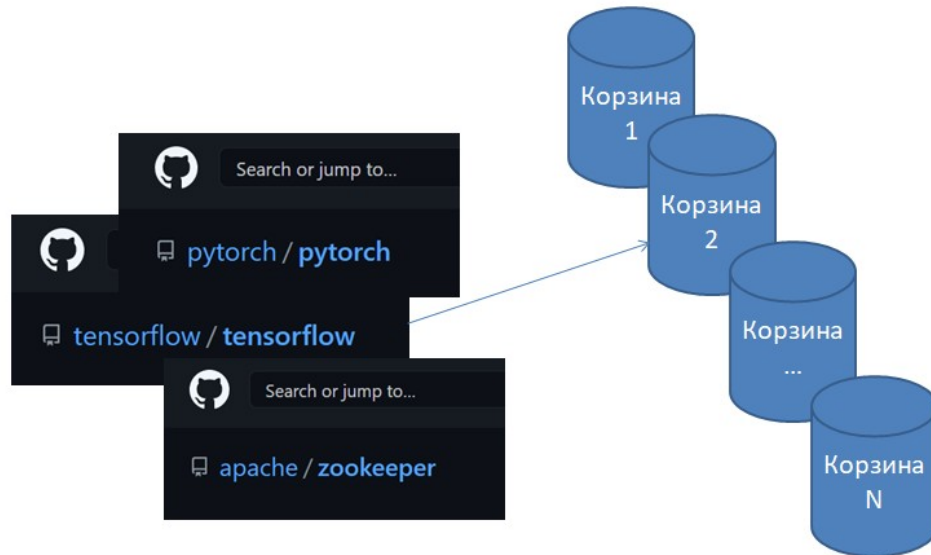 Search or jump to...
pytorch / pytorch
tensorflow / tensorflow
Search or jump to...
apache / zookeeper
Корзина
1
Корзина
2
Корзина
...
Корзина
N